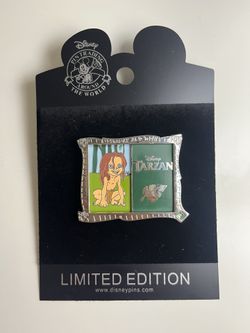 Disney
PIN TRADING
AROUND
THE WORLD
Disney
TARZAN
LIMITED EDITION
www.disneypins.com